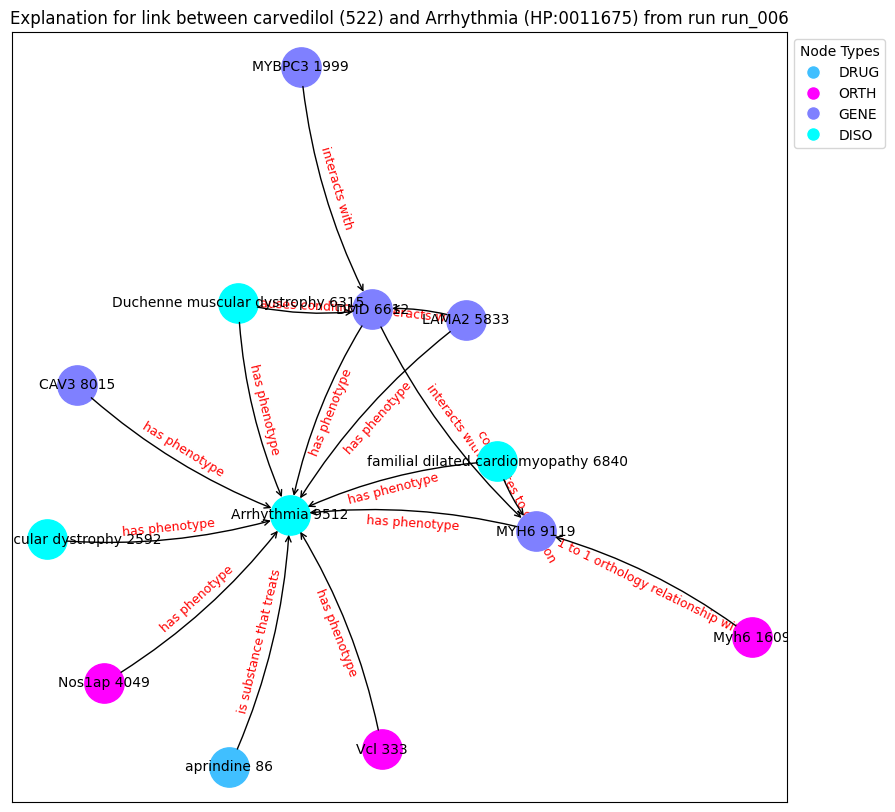 Explanation for link between carvedilol (522) and Arrhythmia (HP:0011675) from run run_006
Node Types
DRUG
ORTH
GENE
DISO
MYBPC3 1999
interacts with
Duchenne muscular dystrophy 6315
DMD 6612
LAMA2 5833
CAV3 8015
has phenotype
has phenotype
has phenotype
has phenotype
interacts with
familial dilated cardiomyopathy 6840
has phenotype
Arrhythmia 9512
has phenotype
MYH6 9119
cular dystrophy 2592
has phenotype
1 to 1 orthology relationship
Myh6 1609
has phenotype
Nos1ap 4049
is substance that treats
has phenotype
Vcl 333
aprindine 86